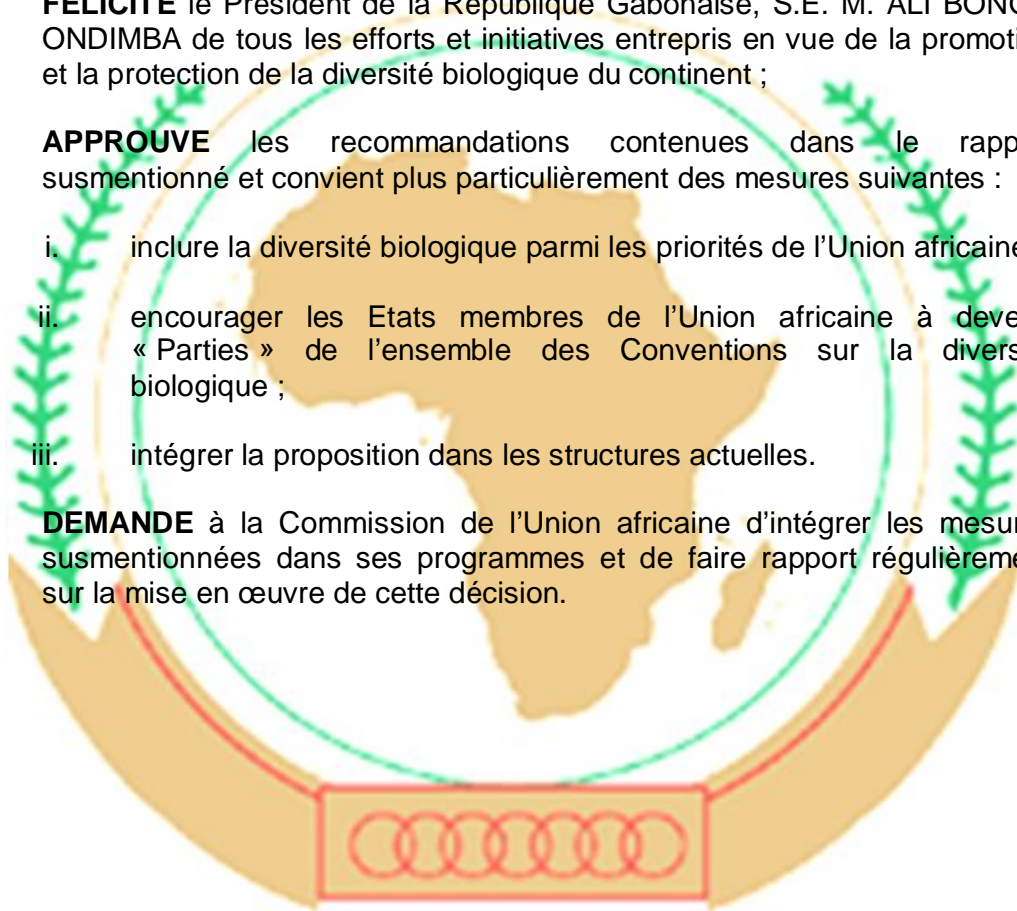 FELICITE le Président de la République Gabonaise, S.E. M. ALI BONG
ONDIMBA de tous les efforts et initiatives entrepris en vue de la promoti
et la protection de la diversité biologique du continent ;
APPROUVE les recommandations contenues dans le rapp
susmentionné et convient plus particulièrement des mesures suivantes :
i. inclure la diversité biologique parmi les priorités de l’Union africaine
ii. encourager les Etats membres de l’Union africaine à deve
« Parties » de l’ensemble des Conventions sur la divers
biologique ;
iii. intégrer la proposition dans les structures actuelles.
DEMANDE à la Commission de l’Union africaine d’intégrer les mesur
susmentionnées dans ses programmes et de faire rapport régulièreme
sur la mise en œuvre de cette décision.